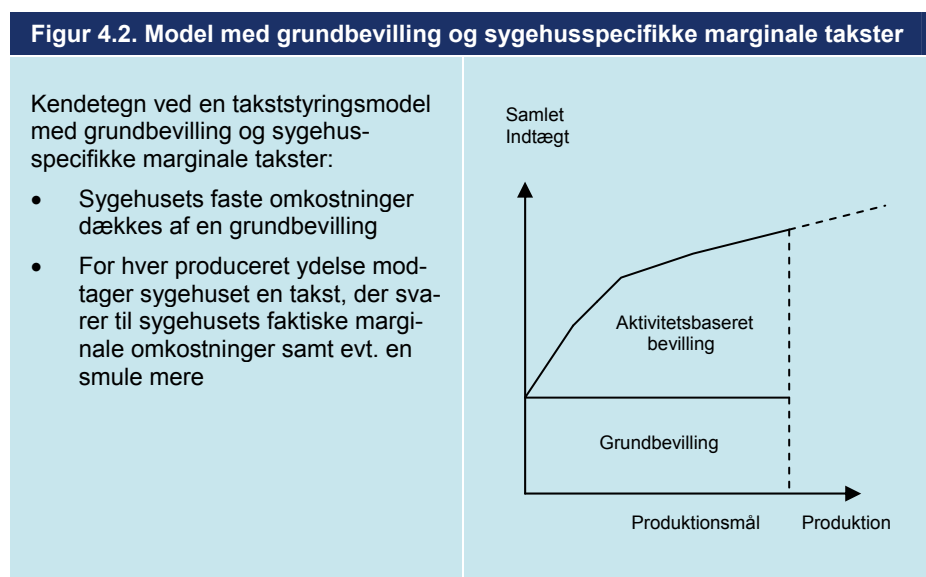 Figur 4.2. Model med grundbevilling og sygehusspecifikke marginale takster
Kendetegn ved en takststyringsmodel
med grundbevilling og sygehus-
specifikke marginale takster:
• Sygehusets faste omkostninger
dækkes af en grundbevilling
• For hver produceret ydelse mod-
tager sygehuset en takst, der sva-
rer til sygehusets faktiske margi-
nale omkostninger samt evt. en
smule mere
Samlet
Indtægt
Aktivitetsbaseret
bevilling
Grundbevilling
Produktionsmål Produktion